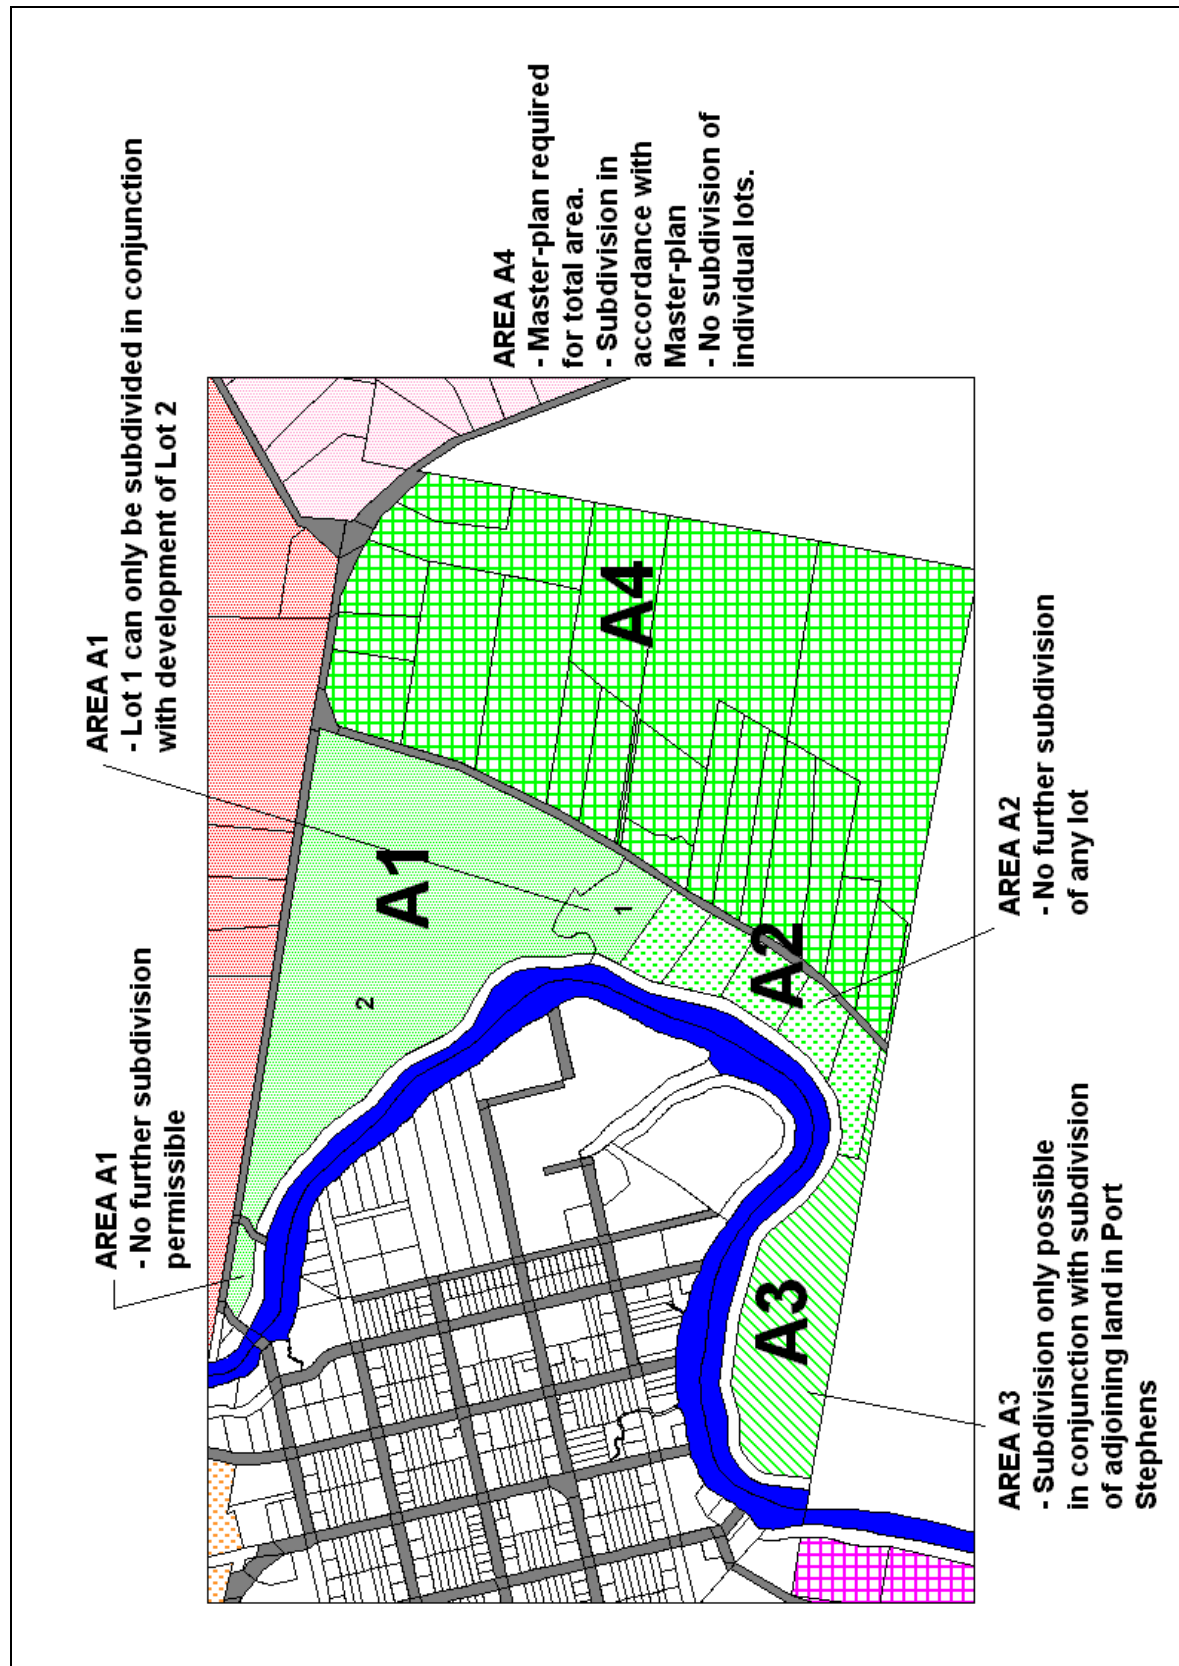 AREA A1
- No further subdivision
permissible
AREA A1
- Lot 1 can only be subdivided in conjunction
with development of Lot 2
AREA A4
- Master-plan required
for total area.
- Subdivision in
accordance with
Master-plan
- No subdivision of
individual lots.
A1
2
1
A4
A2
A3
AREA A3
- Subdivision only possible
in conjunction with subdivision
of adjoining land in Port
Stephens
AREA A2
- No further subdivision
of any lot